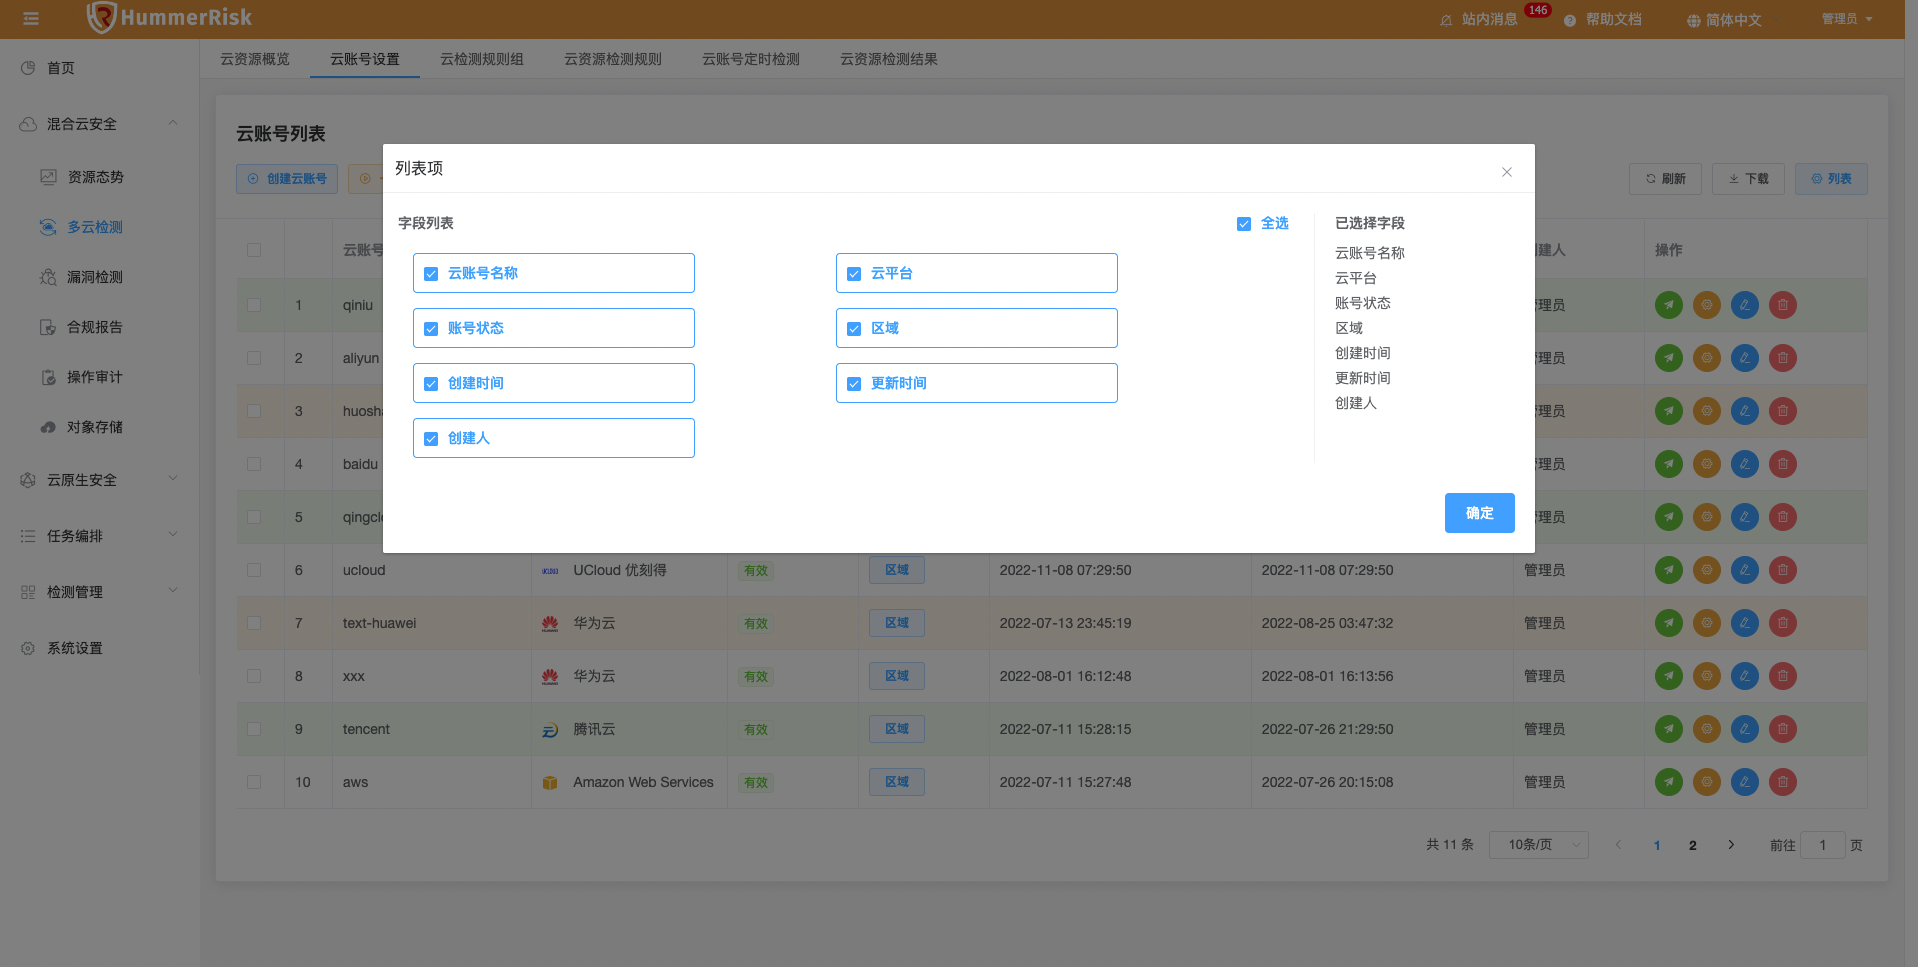 HummerRisk
站内消息
146
帮助文档
简体中文
管理员
首页
混合云安全
资源态势
多云检测
漏洞检测
合规报告
操作审计
对象存储
云原生安全
任务编排
检测管理
系统设置
云资源概览
云账号设置
云检测规则组
云资源检测规则
云账号定时检测
云资源检测结果
云账号列表
创建云账号
刷新
下载
列表
列表项
字段列表
全选
云账号名称
云平台
账号状态
区域
创建时间
更新时间
创建人
已选择字段
云账号名称
云平台
账号状态
区域
创建时间
更新时间
创建人
确定
云账号
建人
操作
1 qiniu 管理员
2 aliyun 管理员
3 huosha 管理员
4 baidu 管理员
5 qingcl 管理员
6 ucloud UCloud 优刻得 有效 区域 2022-11-08 07:29:50 2022-11-08 07:29:50 管理员
7 text-huawei 华为云 有效 区域 2022-07-13 23:45:19 2022-08-25 03:47:32 管理员
8 xxx 华为云 有效 区域 2022-08-01 16:12:48 2022-08-01 16:13:56 管理员
9 tencent 腾讯云 有效 区域 2022-07-11 15:28:15 2022-07-26 21:29:50 管理员
10 aws Amazon Web Services 有效 区域 2022-07-11 15:27:48 2022-07-26 20:15:08 管理员
共 11 条 10条/页 1 2 前往 1 页